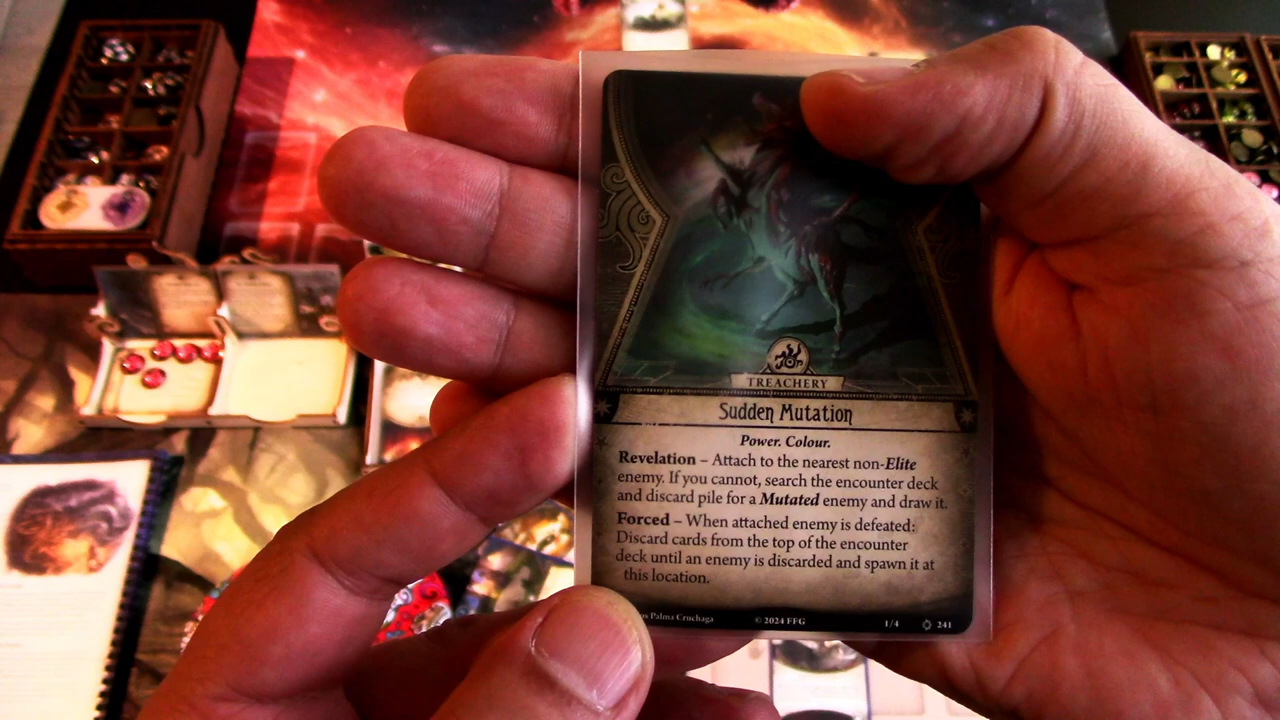 TREACHERY
Sudden Mutation
Power. Colour.
Revelation – Attach to the nearest non-Elite
enemy. If you cannot, search the encounter deck
and discard pile for a Mutated enemy and draw it.
Forced – When attached enemy is defeated:
Discard cards from the top of the encounter
deck until an enemy is discarded and spawn it at
this location.
Palma Cruchaga © 2024 FFG 1/4 241